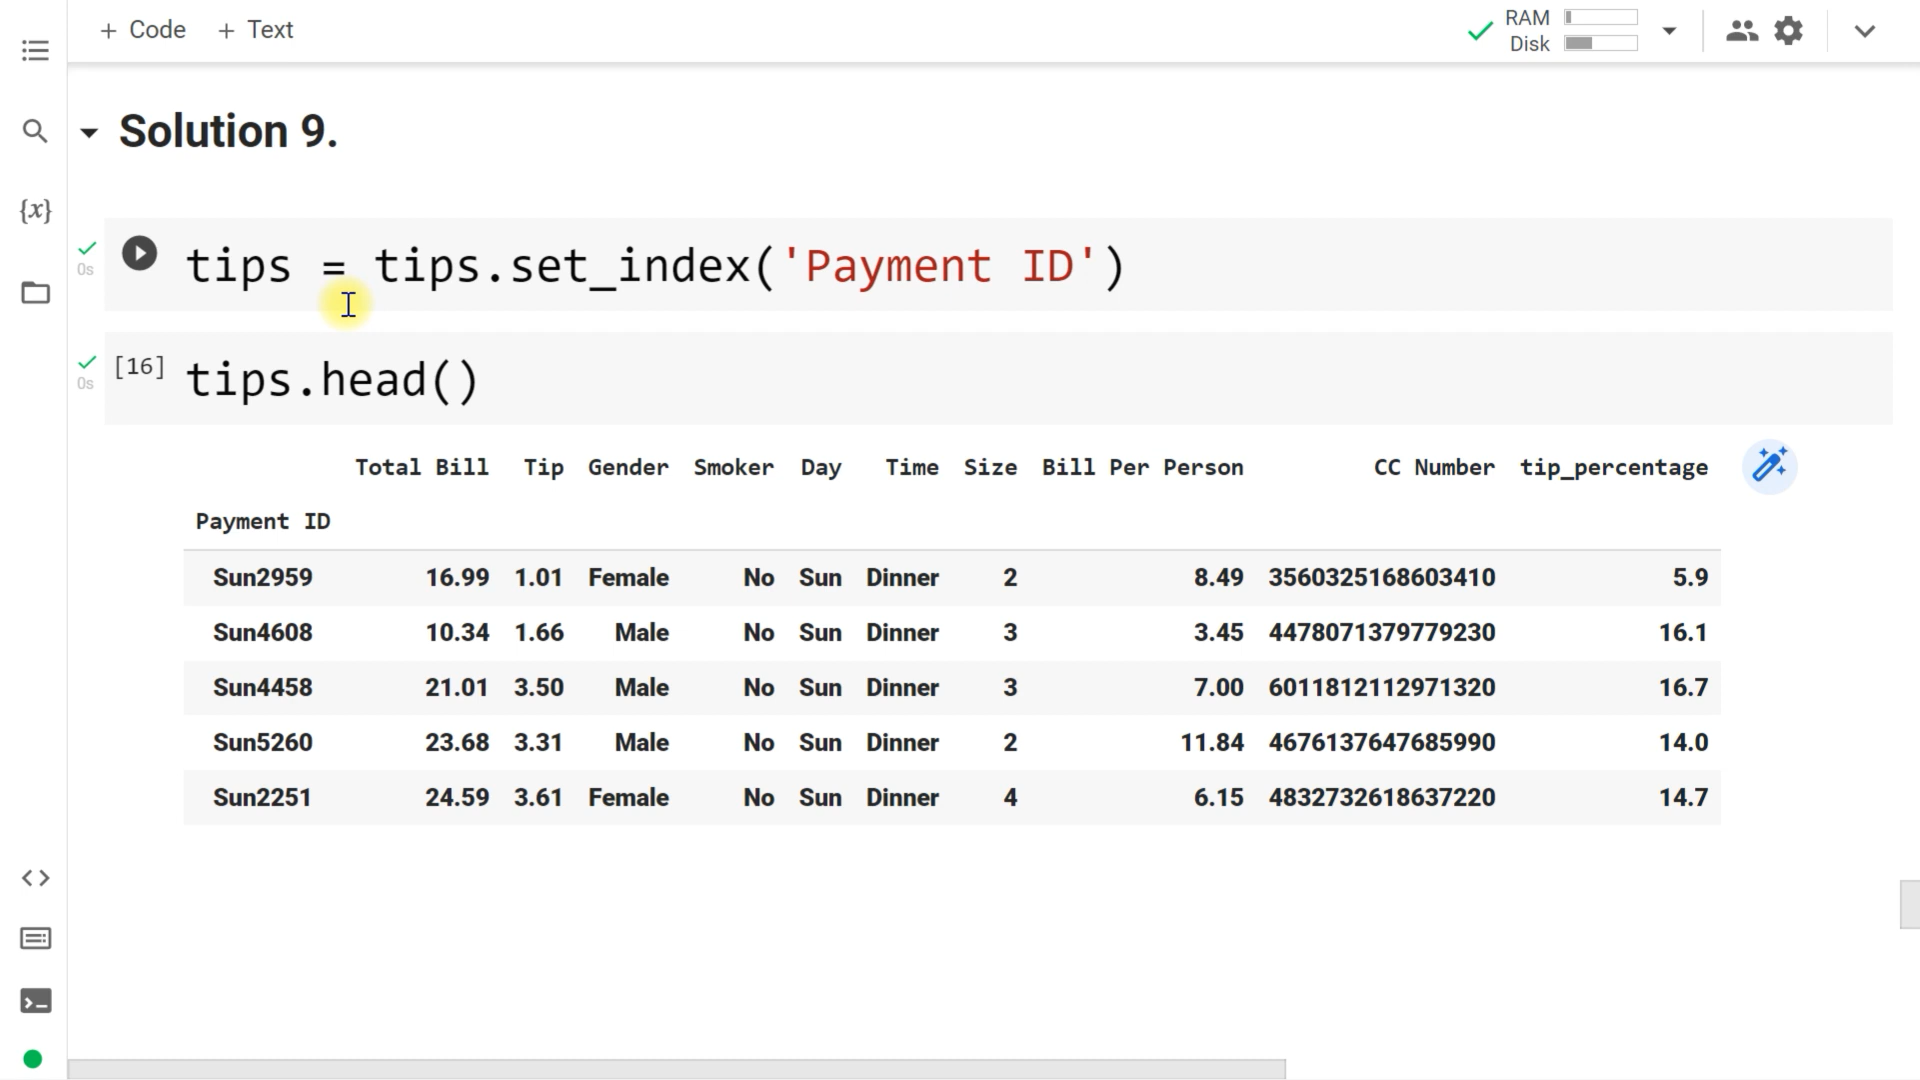 + Code + Text
RAM
Disk
Solution 9.
{x}
0s
tips = tips.set_index('Payment ID')
0s
[16] tips.head()
Total Bill Tip Gender Smoker Day Time Size Bill Per Person CC Number tip_percentage
Payment ID
Sun2959 16.99 1.01 Female No Sun Dinner 2 8.49 3560325168603410 5.9
Sun4608 10.34 1.66 Male No Sun Dinner 3 3.45 4478071379779230 16.1
Sun4458 21.01 3.50 Male No Sun Dinner 3 7.00 6011812112971320 16.7
Sun5260 23.68 3.31 Male No Sun Dinner 2 11.84 4676137647685990 14.0
Sun2251 24.59 3.61 Female No Sun Dinner 4 6.15 4832732618637220 14.7